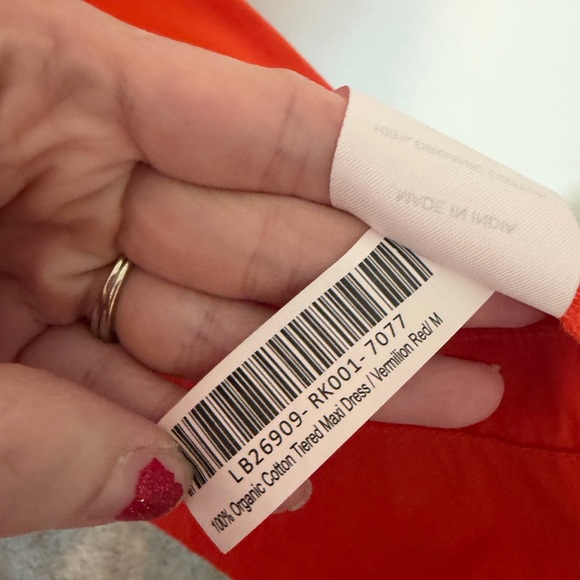 MADE IN INDIA
LB26909- RK001-7077
100% Organic Cotton Tiered Maxi Dress / Vermilion Red/ M